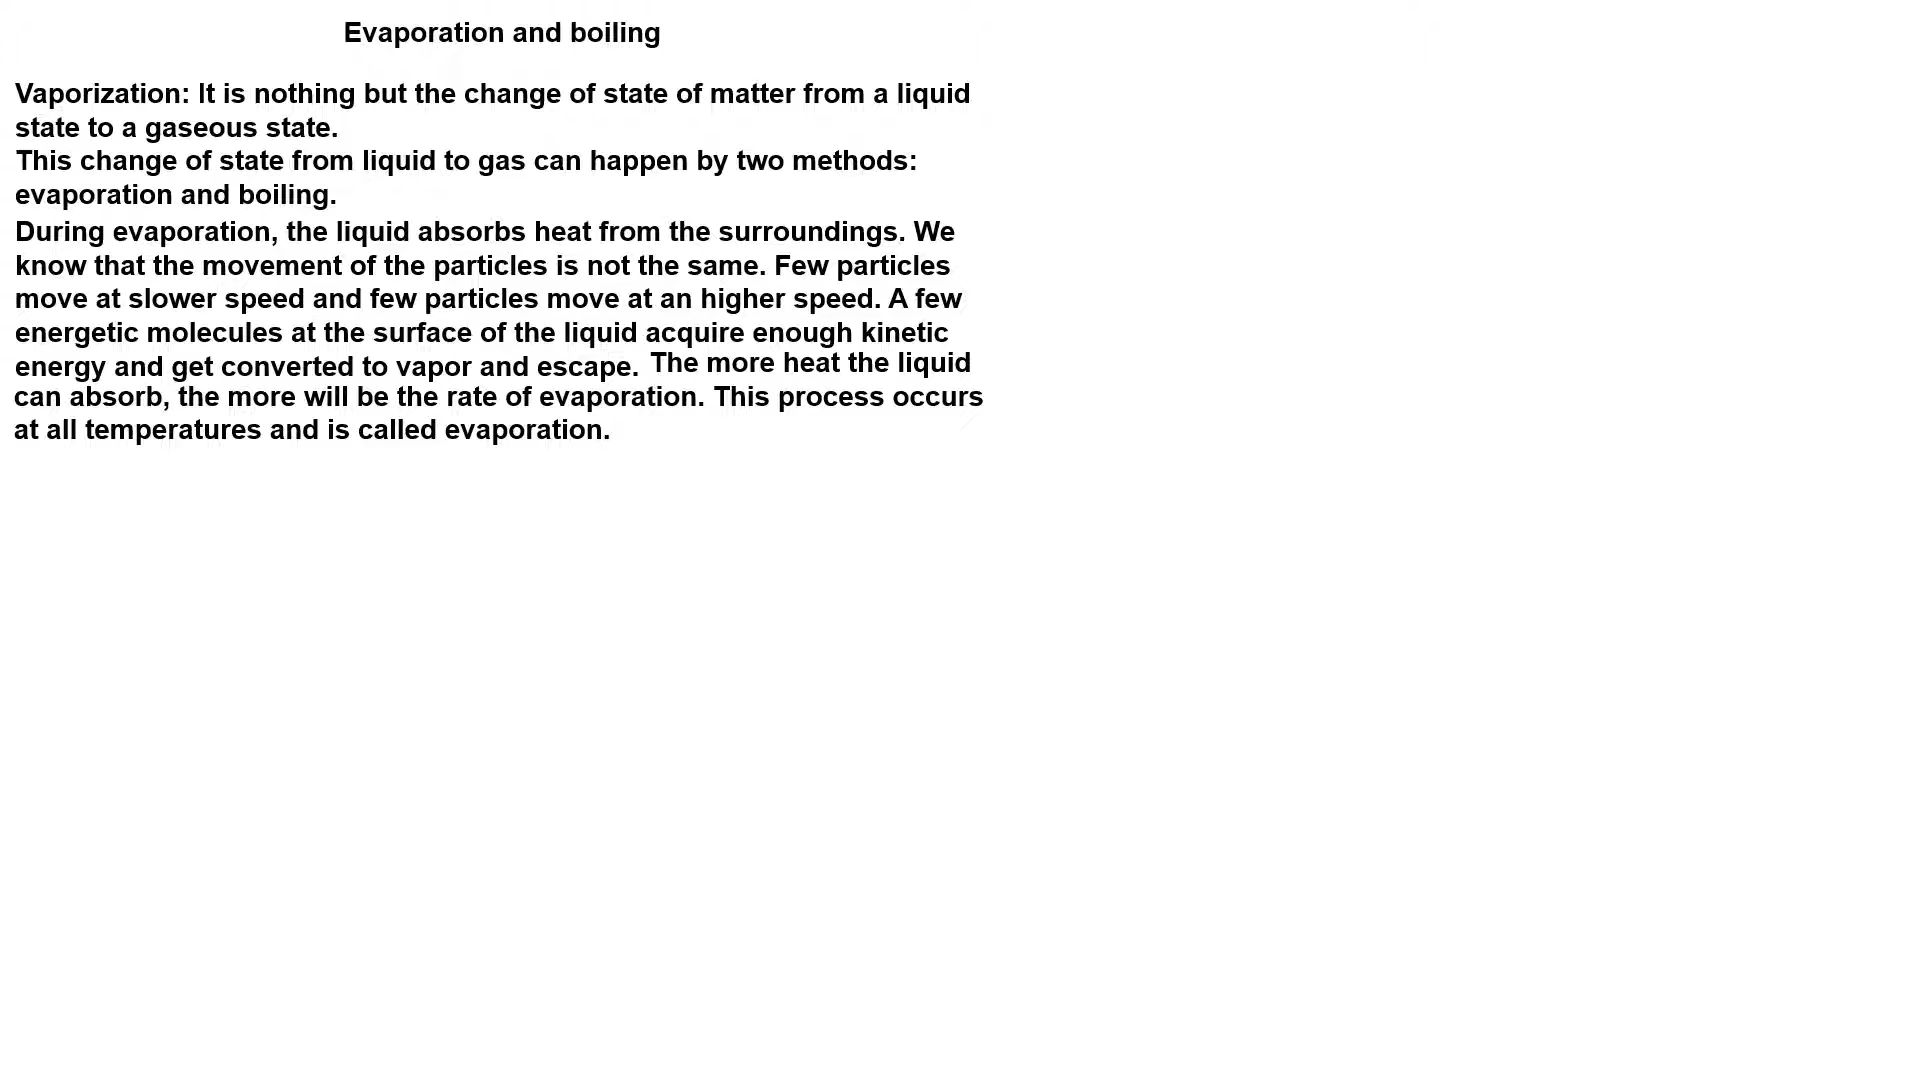 Evaporation and boiling
Vaporization: It is nothing but the change of state of matter from a liquid
state to a gaseous state.
This change of state from liquid to gas can happen by two methods:
evaporation and boiling.
During evaporation, the liquid absorbs heat from the surroundings. We
know that the movement of the particles is not the same. Few particles
move at slower speed and few particles move at an higher speed. A few
energetic molecules at the surface of the liquid acquire enough kinetic
energy and get converted to vapor and escape. The more heat the liquid
can absorb, the more will be the rate of evaporation. This process occurs
at all temperatures and is called evaporation.